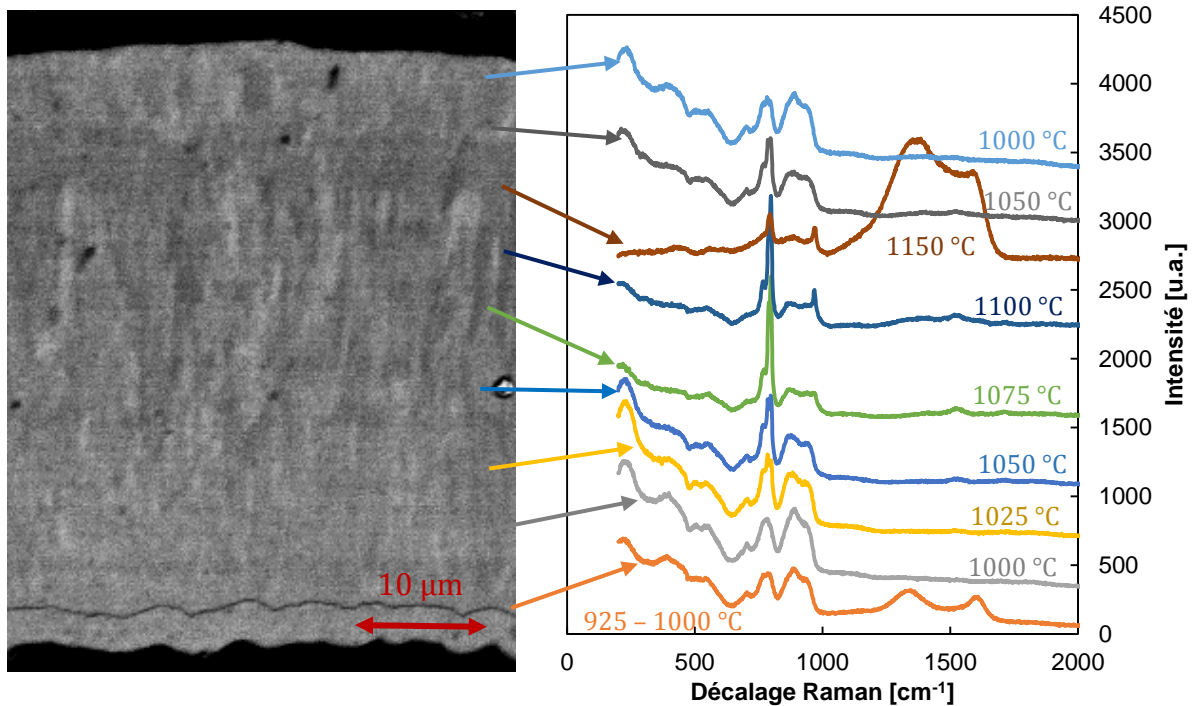 10 µm
1000 °C
1050 °C
1150 °C
1100 °C
1075 °C
1050 °C
1025 °C
1000 °C
925 – 1000 °C
4500
4000
3500
3000
2500
2000
1500
1000
500
0
Intensité [u.a.]
0 500 1000 1500 2000
Décalage Raman [cm⁻¹]